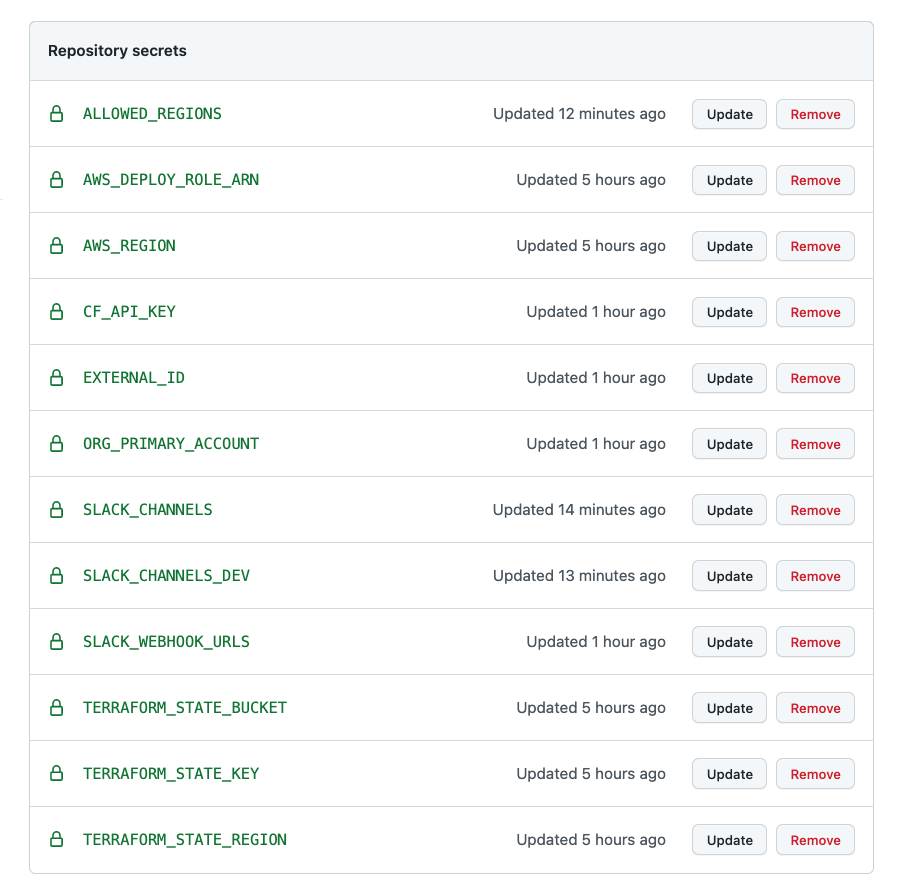 Repository secrets
ALLOWED_REGIONS Updated 12 minutes ago Update Remove
AWS_DEPLOY_ROLE_ARN Updated 5 hours ago Update Remove
AWS_REGION Updated 5 hours ago Update Remove
CF_API_KEY Updated 1 hour ago Update Remove
EXTERNAL_ID Updated 1 hour ago Update Remove
ORG_PRIMARY_ACCOUNT Updated 1 hour ago Update Remove
SLACK_CHANNELS Updated 14 minutes ago Update Remove
SLACK_CHANNELS_DEV Updated 13 minutes ago Update Remove
SLACK_WEBHOOK_URLS Updated 1 hour ago Update Remove
TERRAFORM_STATE_BUCKET Updated 5 hours ago Update Remove
TERRAFORM_STATE_KEY Updated 5 hours ago Update Remove
TERRAFORM_STATE_REGION Updated 5 hours ago Update Remove